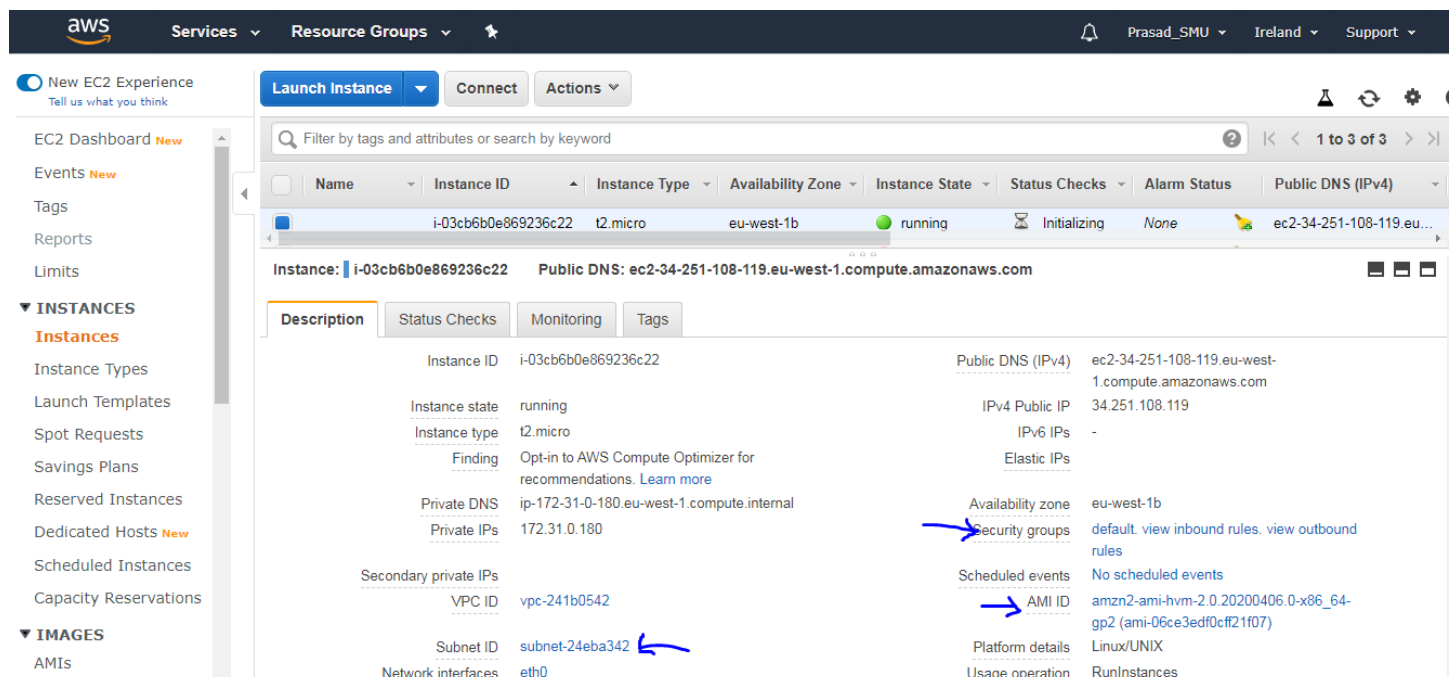 aws Services Resource Groups Prasad_SMU Ireland Support
New EC2 Experience
Tell us what you think
EC2 Dashboard New
Events New
Tags
Reports
Limits
INSTANCES
Instances
Instance Types
Launch Templates
Spot Requests
Savings Plans
Reserved Instances
Dedicated Hosts New
Scheduled Instances
Capacity Reservations
IMAGES
AMIs
Launch Instance Connect Actions
Filter by tags and attributes or search by keyword 1 to 3 of 3
Name Instance ID Instance Type Availability Zone Instance State Status Checks Alarm Status Public DNS (IPv4)
i-03cb6b0e869236c22 t2.micro eu-west-1b running Initializing None ec2-34-251-108-119.eu...
Instance: i-03cb6b0e869236c22 Public DNS: ec2-34-251-108-119.eu-west-1.compute.amazonaws.com
Description Status Checks Monitoring Tags
Instance ID i-03cb6b0e869236c22
Instance state running
Instance type t2.micro
Finding Opt-in to AWS Compute Optimizer for
recommendations. Learn more
Private DNS ip-172-31-0-180.eu-west-1.compute.internal
Private IPs 172.31.0.180
Secondary private IPs
VPC ID vpc-241b0542
Subnet ID subnet-24eba342
Network interfaces eth0
Public DNS (IPv4) ec2-34-251-108-119.eu-west-
1.compute.amazonaws.com
IPv4 Public IP 34.251.108.119
IPv6 IPs -
Elastic IPs
Availability zone eu-west-1b
Security groups default. view inbound rules. view outbound
rules
Scheduled events No scheduled events
AMI ID amzn2-ami-hvm-2.0.20200406.0-x86_64-
gp2 (ami-06ce3edf0cff21f07)
Platform details Linux/UNIX
Usage operation RunInstances